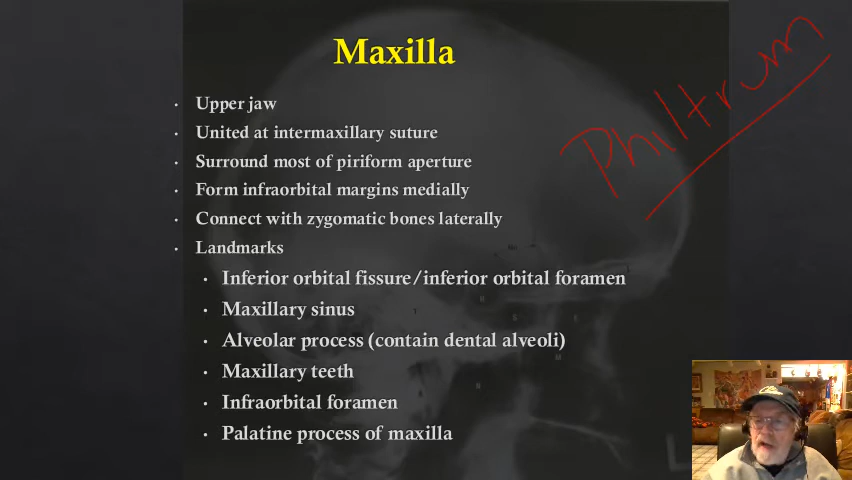 Maxilla
Philtrum
• Upper jaw
• United at intermaxillary suture
• Surround most of piriform aperture
• Form infraorbital margins medially
• Connect with zygomatic bones laterally
• Landmarks
• Inferior orbital fissure/inferior orbital foramen
• Maxillary sinus
• Alveolar process (contain dental alveoli)
• Maxillary teeth
• Infraorbital foramen
• Palatine process of maxilla